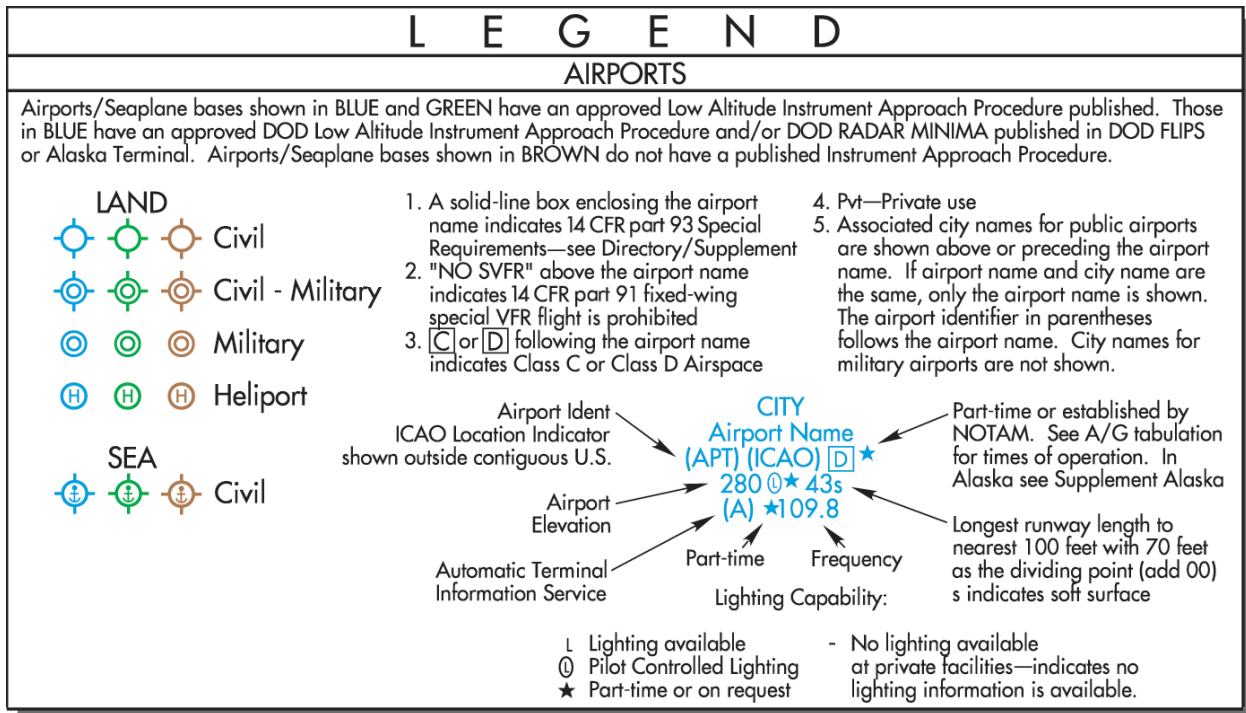 L E G E N D
AIRPORTS
Airports/Seaplane bases shown in BLUE and GREEN have an approved Low Altitude Instrument Approach Procedure published. Those
in BLUE have an approved DOD Low Altitude Instrument Approach Procedure and/or DOD RADAR MINIMA published in DOD FLIPS
or Alaska Terminal. Airports/Seaplane bases shown in BROWN do not have a published Instrument Approach Procedure.
LAND
Civil
Civil - Military
Military
H H H Heliport
SEA
Civil
1. A solid-line box enclosing the airport
name indicates 14 CFR part 93 Special
Requirements—see Directory/Supplement
2. "NO SVFR" above the airport name
indicates 14 CFR part 91 fixed-wing
special VFR flight is prohibited
3. C or D following the airport name
indicates Class C or Class D Airspace
4. Pvt—Private use
5. Associated city names for public airports
are shown above or preceding the airport
name. If airport name and city name are
the same, only the airport name is shown.
The airport identifier in parentheses
follows the airport name. City names for
military airports are not shown.
Airport Ident
ICAO Location Indicator
shown outside contiguous U.S.
Airport
Elevation
Automatic Terminal
Information Service
CITY
Airport Name
(APT) (ICAO) D ★
280 Ⓛ★ 43s
(A) ★109.8
Part-time
Frequency
Part-time or established by
NOTAM. See A/G tabulation
for times of operation. In
Alaska see Supplement Alaska
Longest runway length to
nearest 100 feet with 70 feet
as the dividing point (add 00)
s indicates soft surface
Lighting Capability:
L Lighting available
Ⓛ Pilot Controlled Lighting
★ Part-time or on request
- No lighting available
at private facilities—indicates no
lighting information is available.